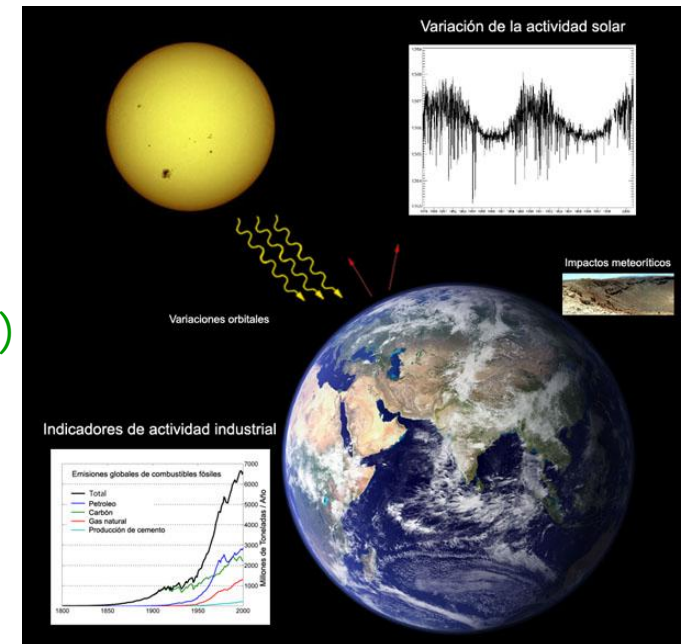 Variación de la actividad solar
Impactos meteoríticos
Variaciones orbitales
)
Indicadores de actividad industrial
Emisiones globales de combustibles fósiles
Total
Petroleo
Carbón
Gas natural
Producción de cemento
7000
6000
5000
4000
3000
2000
1000
Millones de Toneladas / Año
1800 1850 1900 1950 2000